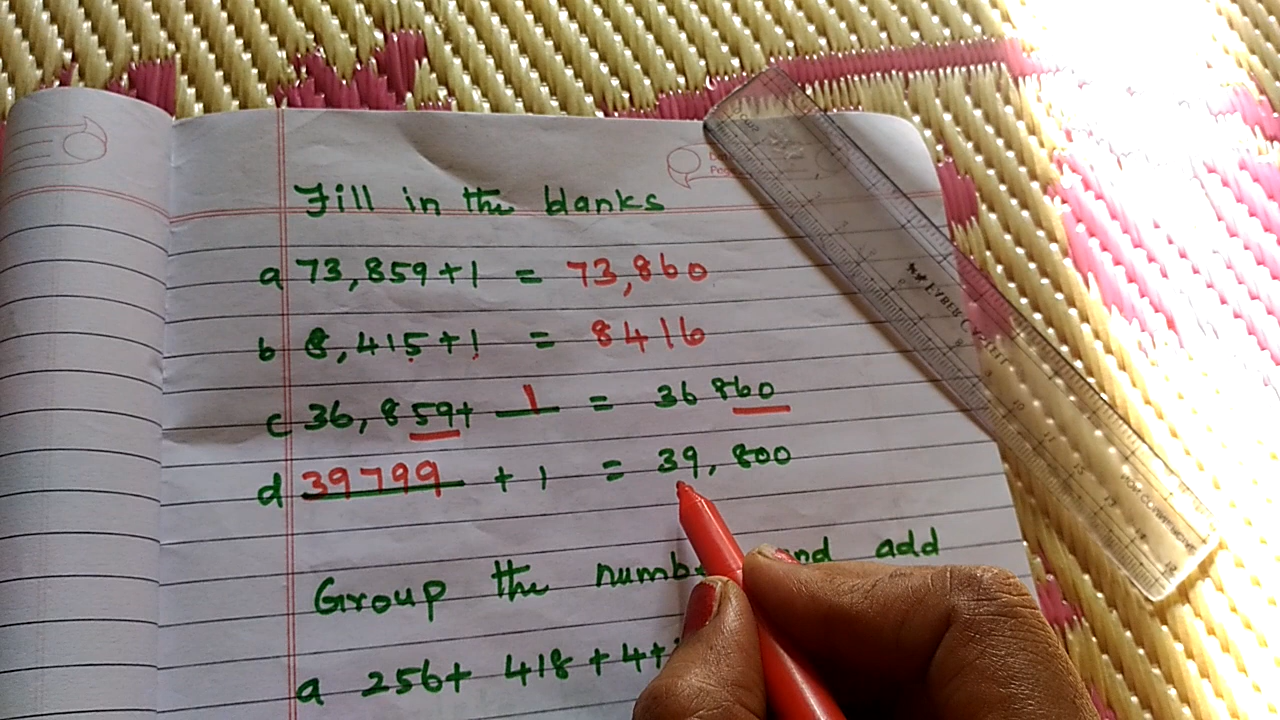 Fill in the blanks
a 73,859+1 = 73,860
b 8,415+1 = 8416
c 36,859+ 1 = 36 860
d 39799 + 1 = 39,800
Group the and add
a 256+ 418 + 4+